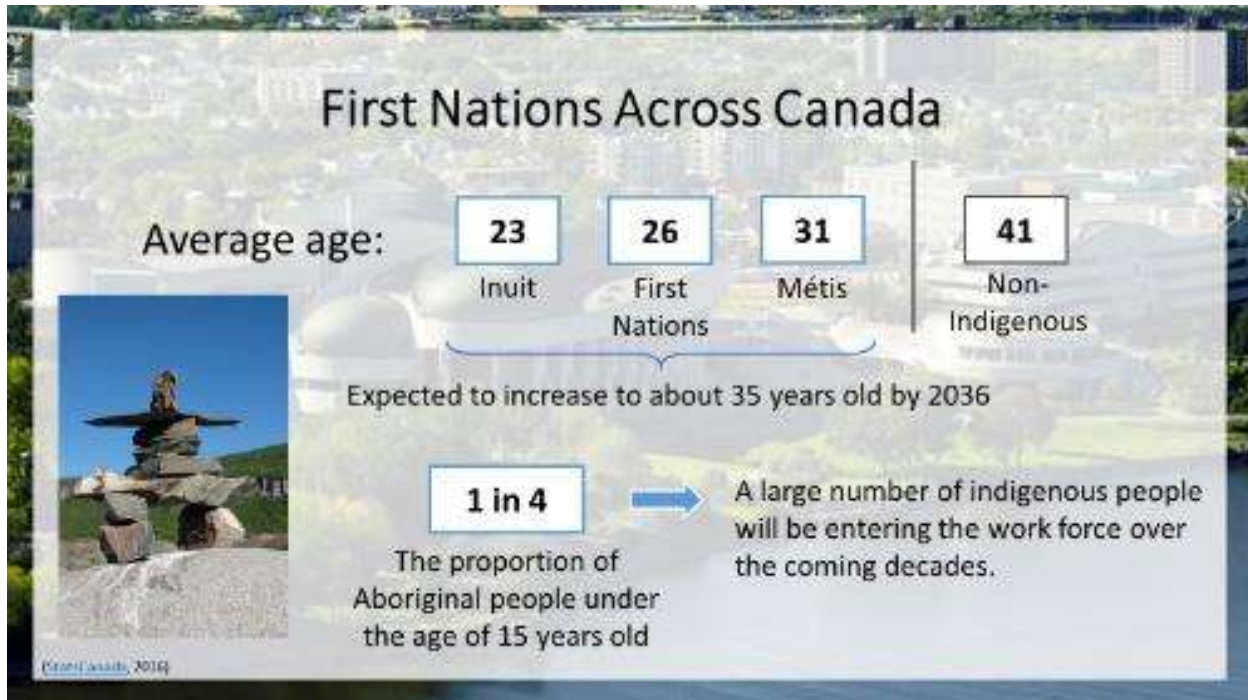 First Nations Across Canada
Average age:
23
26
31
41
Inuit
First
Nations
Métis
Non-
Indigenous
Expected to increase to about 35 years old by 2036
1 in 4
The proportion of
Aboriginal people under
the age of 15 years old
A large number of indigenous people
will be entering the work force over
the coming decades.
(StatsCanada, 2016)